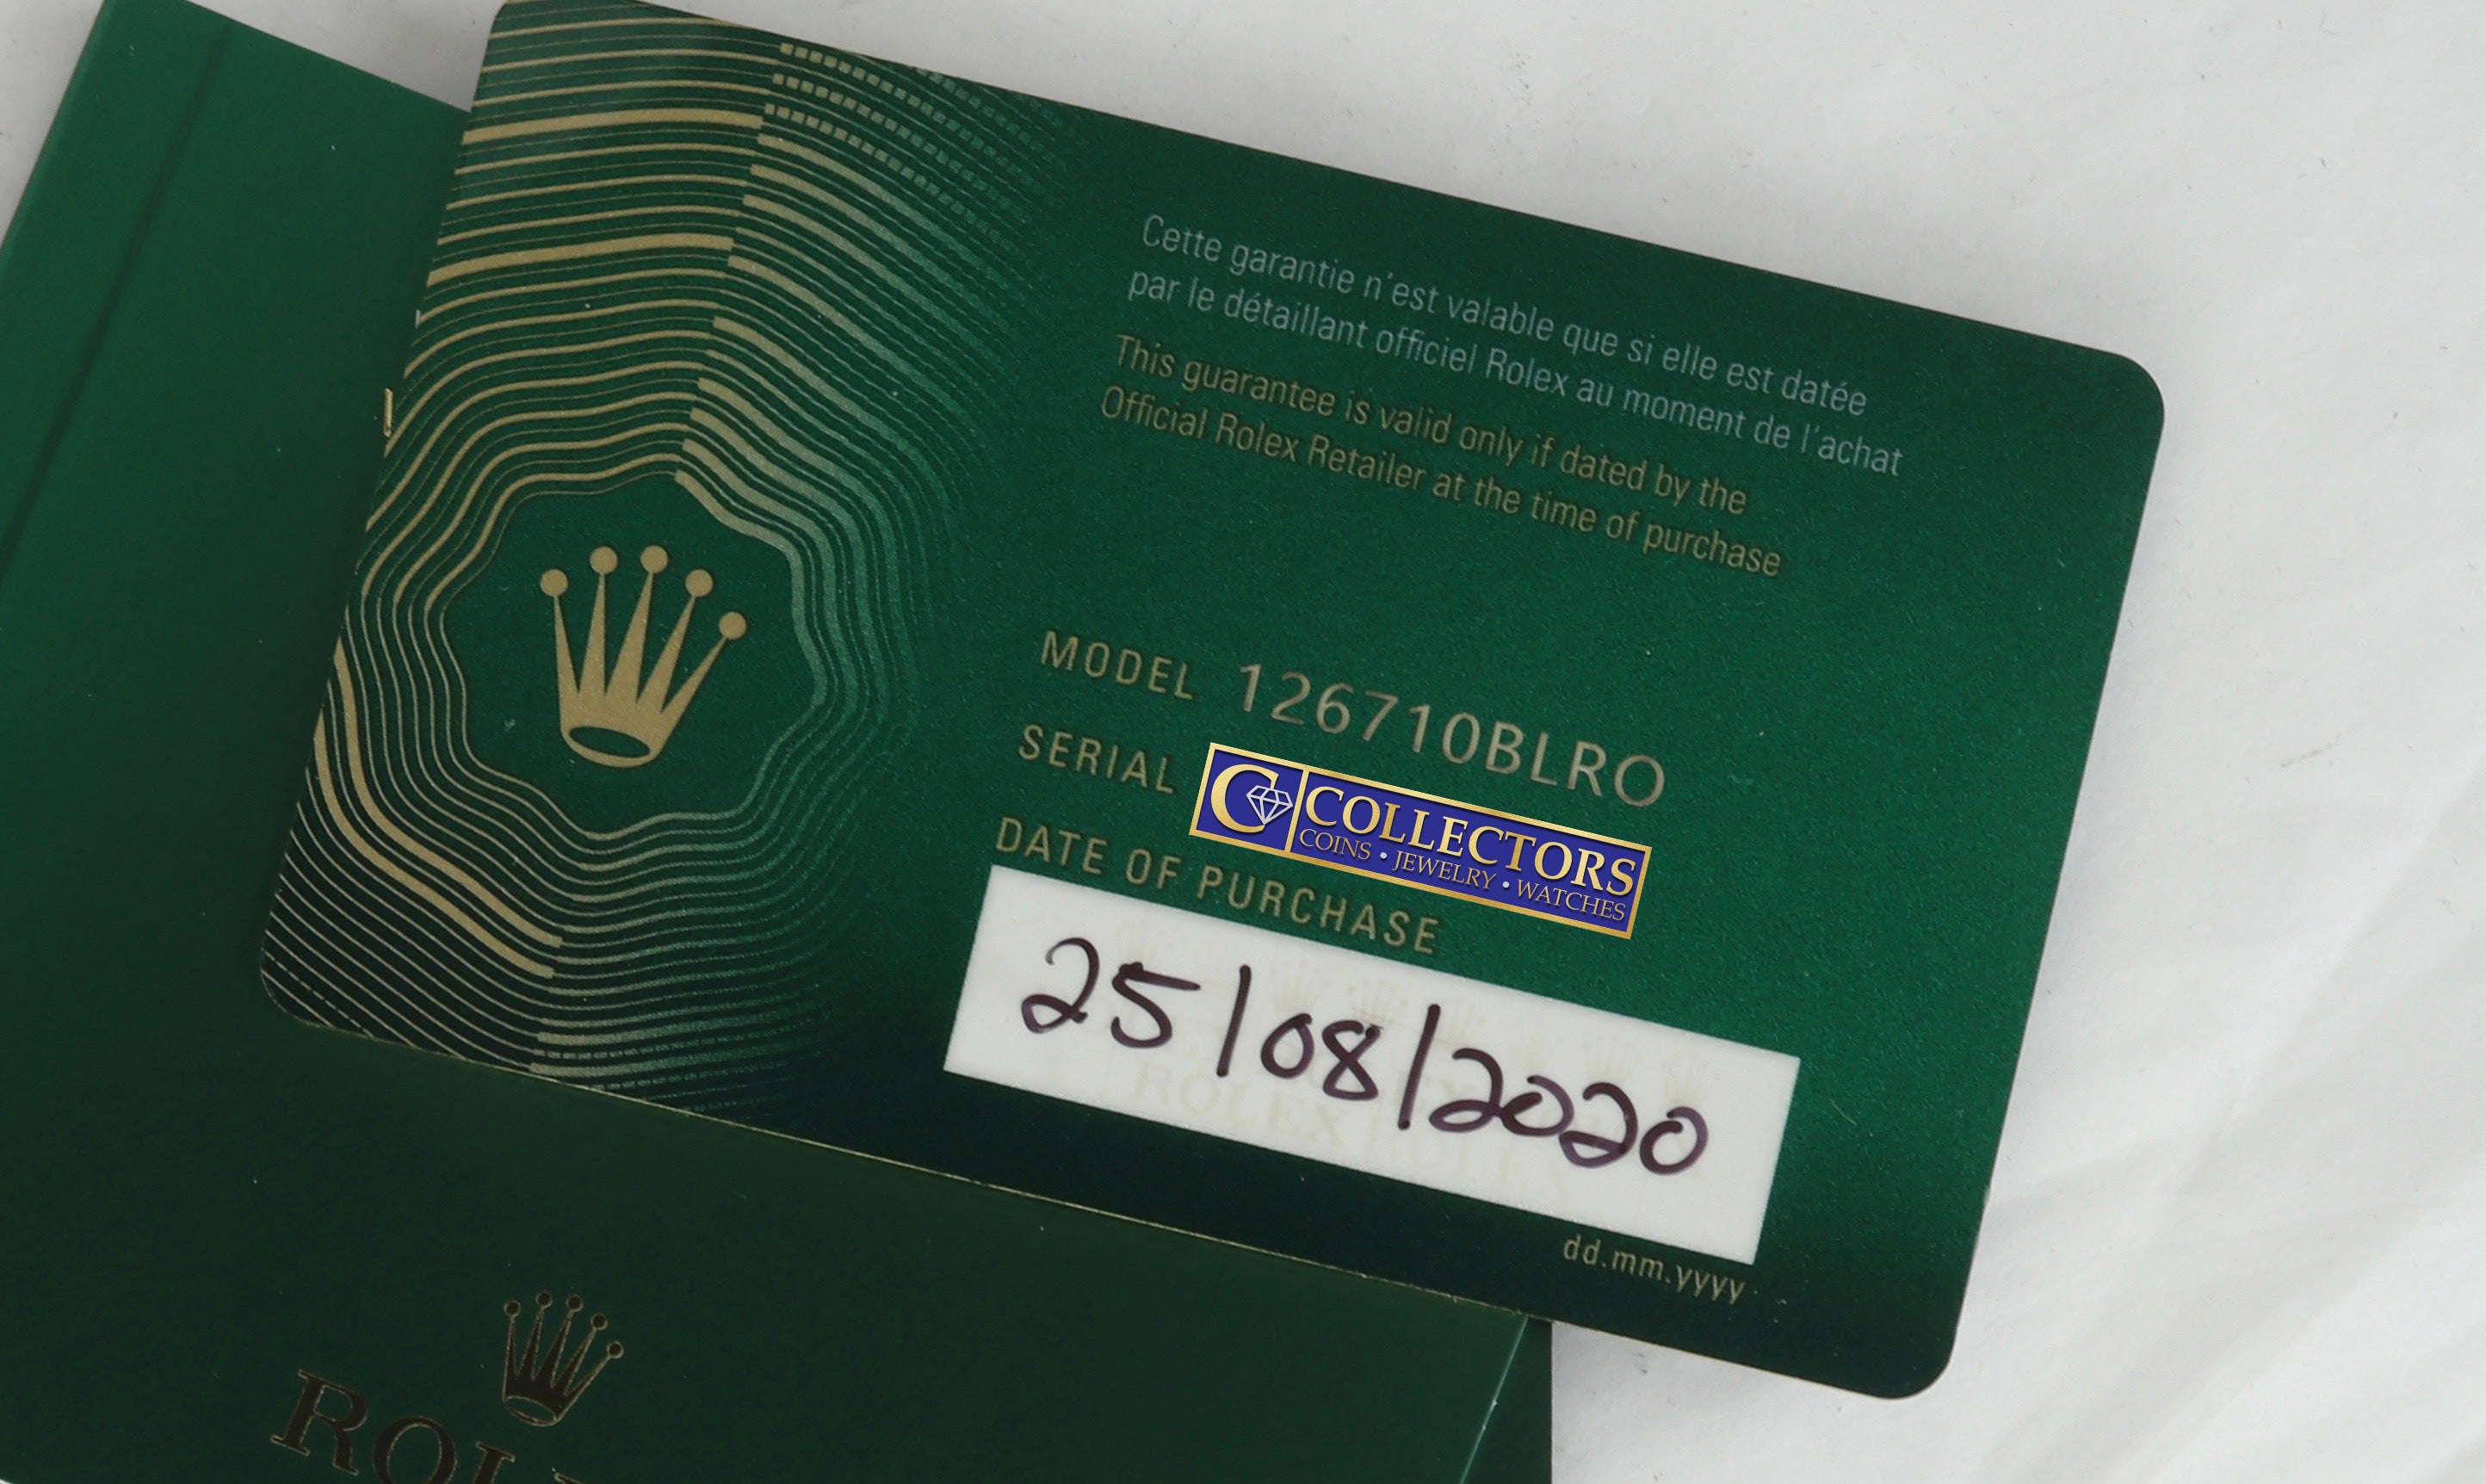 Cette garantie n'est valable que si elle est datée
par le détaillant officiel Rolex au moment de l'achat
This guarantee is valid only if dated by the
Official Rolex Retailer at the time of purchase
MODEL 126710BLRO
SERIAL
COLLECTORS
COINS • JEWELRY • WATCHES
DATE OF PURCHASE
25/08/2020
dd.mm.yyyy
ROLEX ROLEX